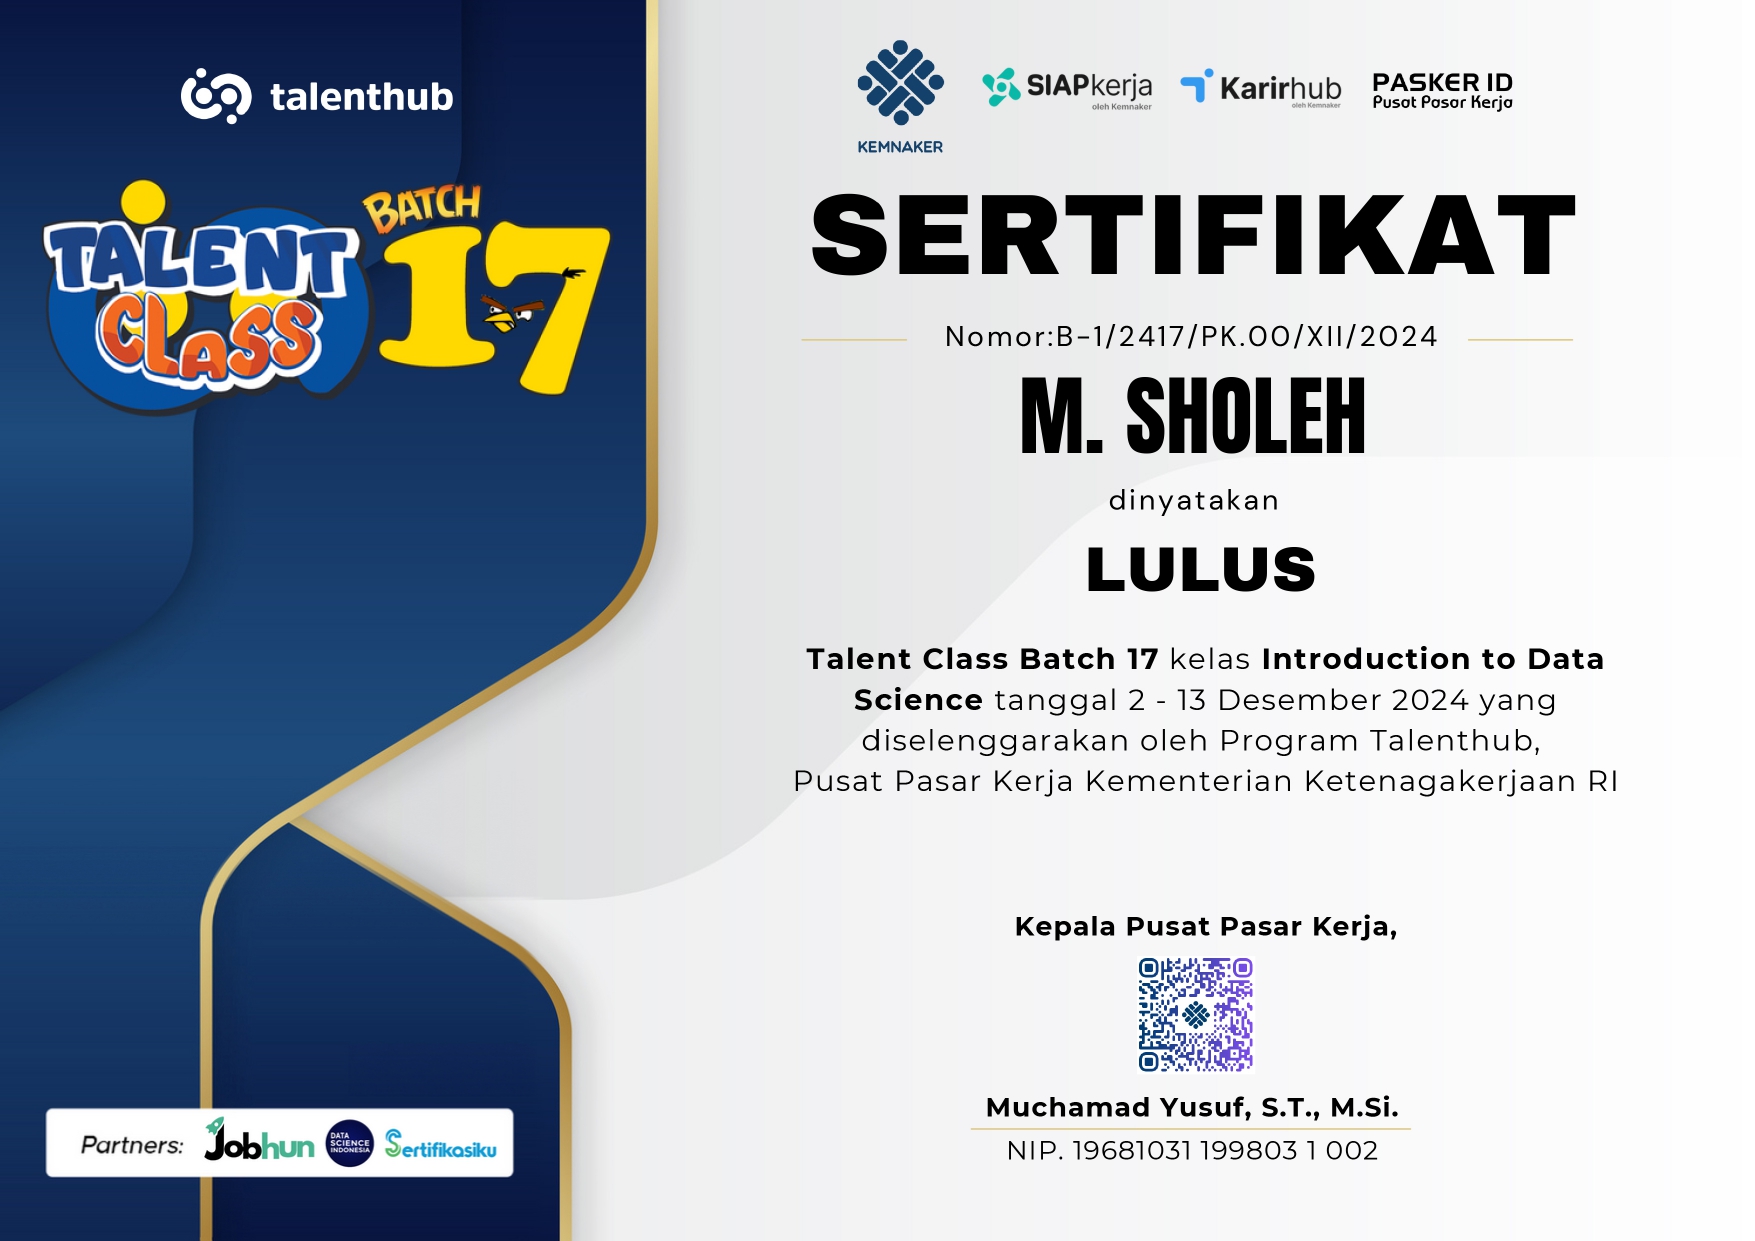 talenthub
TALENT
CLASS
BATCH
17
KEMNAKER
SIAPkerja
oleh Kemnaker
Karirhub
oleh Kemnaker
PASKER ID
Pusat Pasar Kerja
SERTIFIKAT
Nomor:B-1/2417/PK.00/XII/2024
M. SHOLEH
dinyatakan
LULUS
Talent Class Batch 17 kelas Introduction to Data
Science tanggal 2 - 13 Desember 2024 yang
diselenggarakan oleh Program Talenthub,
Pusat Pasar Kerja Kementerian Ketenagakerjaan RI
Kepala Pusat Pasar Kerja,
Muchamad Yusuf, S.T., M.Si.
NIP. 19681031 199803 1 002
Partners:
Jobhun
DATA
SCIENCE
INDONESIA
Sertifikasiku